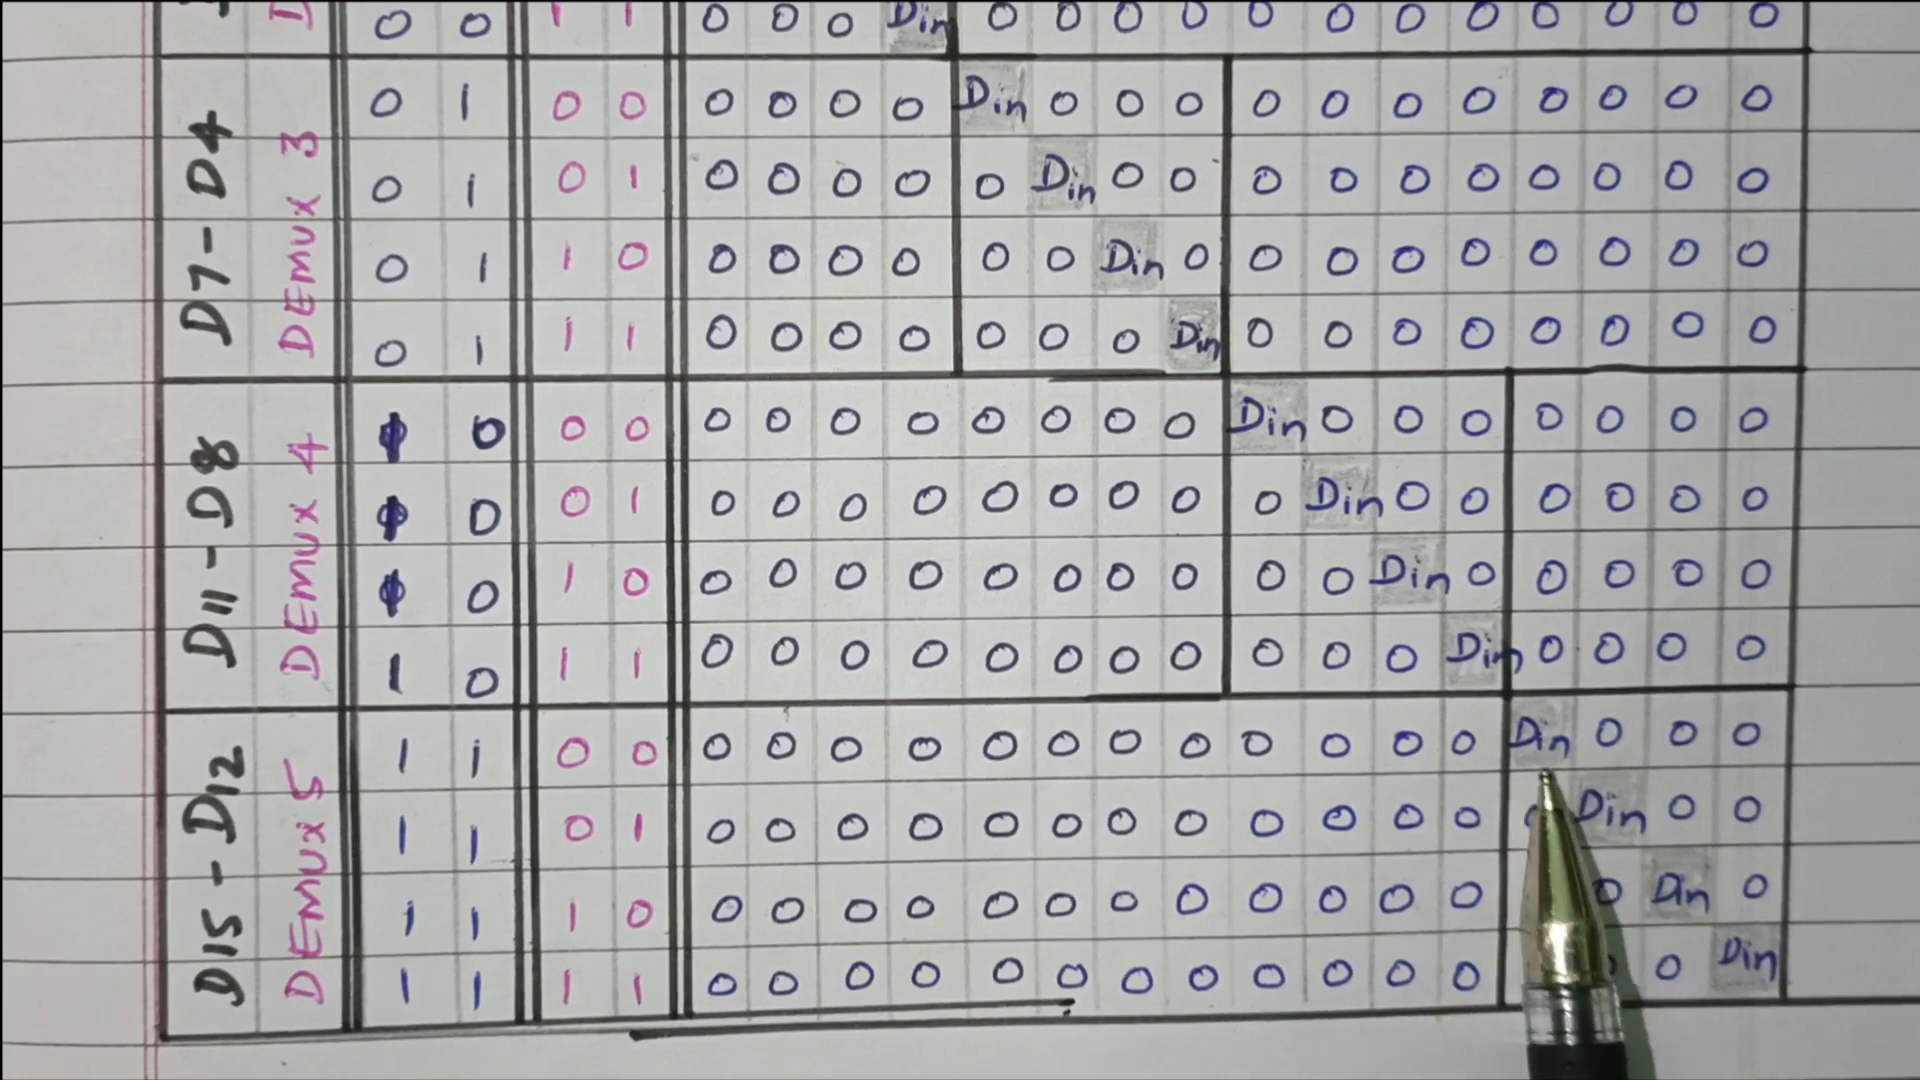 0 0 1 1 0 0 0 Din 0 0 0 0 0 0 0 0 0 0 0 0
D7-D4
DEmux 3
0 1 0 0 0 0 0 0 Din 0 0 0 0 0 0 0 0 0 0 0
0 1 0 1 0 0 0 0 0 Din 0 0 0 0 0 0 0 0 0 0
0 1 1 0 0 0 0 0 0 0 Din 0 0 0 0 0 0 0 0 0
0 1 1 1 0 0 0 0 0 0 0 Din 0 0 0 0 0 0 0 0
D11-D8
DEmux 4
1 0 0 0 0 0 0 0 0 0 0 0 Din 0 0 0 0 0 0 0
1 0 0 1 0 0 0 0 0 0 0 0 0 Din 0 0 0 0 0 0
1 0 1 0 0 0 0 0 0 0 0 0 0 0 Din 0 0 0 0 0
1 0 1 1 0 0 0 0 0 0 0 0 0 0 0 Din 0 0 0 0
D15-D12
DEmux 5
1 1 0 0 0 0 0 0 0 0 0 0 0 0 0 0 Din 0 0 0
1 1 0 1 0 0 0 0 0 0 0 0 0 0 0 0 Din 0 0
1 1 1 0 0 0 0 0 0 0 0 0 0 0 0 0 0 Din 0
1 1 1 1 0 0 0 0 0 0 0 0 0 0 0 0 0 Din